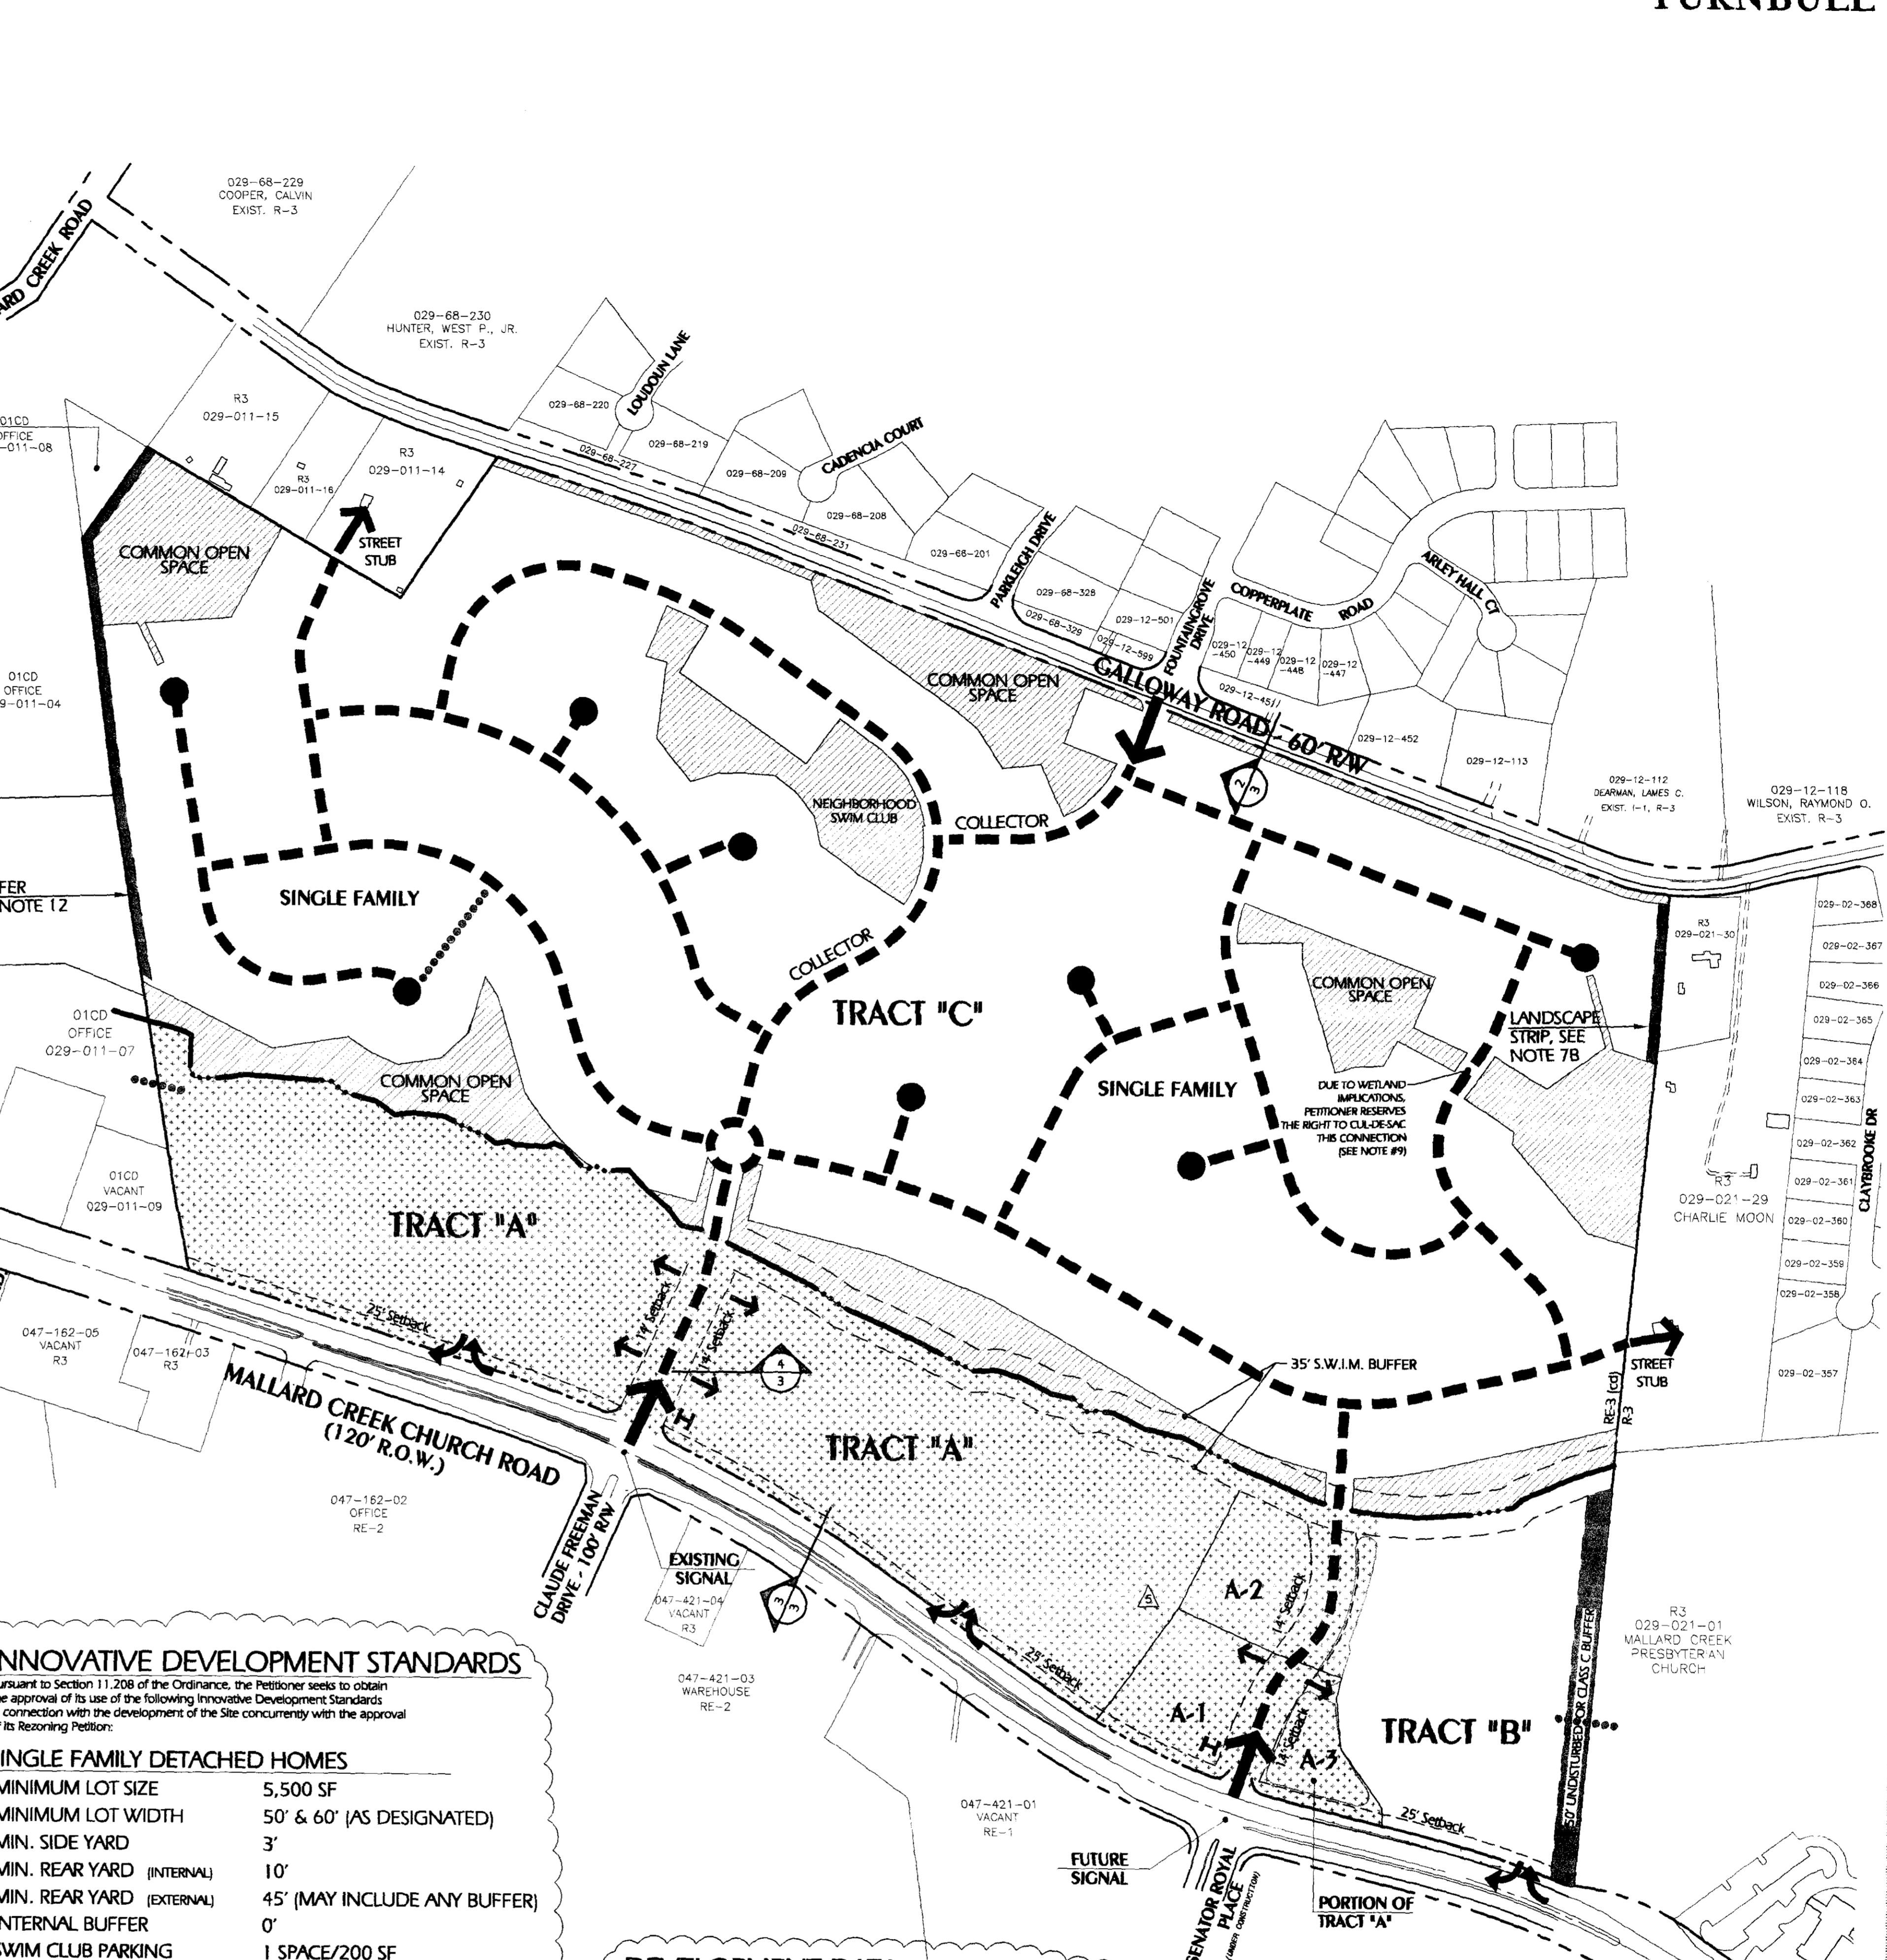 TURNBULL
029-68-229
COOPER, CALVIN
EXIST. R-3
ARD CREEK ROAD
029-68-230
HUNTER, WEST P., JR.
EXIST. R-3
LOUDOUN LANE
R3
029-011-15
029-68-220
01CD
OFFICE
-011-08
029-68-219
CADENCIA COURT
R3
029-011-14
029-68-227
029-68-209
R3
029-011-16
029-68-208
STREET
STUB
029-68-231
PARKLEIGH DRIVE
029-68-201
COMMON OPEN
SPACE
ARLEY HALL CT
029-68-328
FOUNTAINGROVE
DRIVE
COPPERPLATE
ROAD
029-68-329
029-12-501
029-12-599
029-12
-450
029-12
-449
029-12
-448
029-12
-447
01CD
OFFICE
9-011-04
COMMON OPEN
SPACE
029-12-451
GALLOWAY ROAD - 60' R/W
029-12-452
029-12-113
029-12-112
DEARMAN, LAMES C.
EXIST. I-1, R-3
029-12-118
WILSON, RAYMOND O.
EXIST. R-3
2
3
NEIGHBORHOOD
SWIM CLUB
COLLECTOR
FER
NOTE 12
SINGLE FAMILY
029-02-368
R3
029-021-30
029-02-367
COLLECTOR
COMMON OPEN
SPACE
029-02-366
TRACT "C"
01CD
OFFICE
029-011-07
LANDSCAPE
STRIP, SEE
NOTE 7B
029-02-365
029-02-364
COMMON OPEN
SPACE
SINGLE FAMILY
DUE TO WETLAND
IMPLICATIONS,
PETITIONER RESERVES
THE RIGHT TO CUL-DE-SAC
THIS CONNECTION
(SEE NOTE #9)
029-02-363
029-02-362
CLAYBROOKE DR
01CD
VACANT
029-011-09
029-02-361
R3
029-021-29
CHARLIE MOON
029-02-360
TRACT "A"
029-02-359
029-02-358
25' Setback
14' Setback
14' Setback
047-162-05
VACANT
R3
047-162-03
R3
4
3
35' S.W.I.M. BUFFER
STREET
STUB
029-02-357
RE-3 (cd)
R-3
MALLARD CREEK CHURCH ROAD
(120' R.O.W.)
TRACT "A"
047-162-02
OFFICE
RE-2
CLAUDE FREEMAN
DRIVE - 100' R/W
EXISTING
SIGNAL
047-421-04
VACANT
R3
3
3
5
A-2
14' Setback
R3
029-021-01
MALLARD CREEK
PRESBYTERIAN
CHURCH
50' UNDISTURBED OR CLASS C BUFFER
25' Setback
047-421-03
WAREHOUSE
RE-2
A-1
14' Setback
A-3
TRACT "B"
25' Setback
047-421-01
VACANT
RE-1
FUTURE
SIGNAL
SENATOR ROYAL
PLACE
(UNDER CONSTRUCTION)
PORTION OF
TRACT "A"
NNOVATIVE DEVELOPMENT STANDARDS
ursuant to Section 11.208 of the Ordinance, the Petitioner seeks to obtain
e approval of its use of the following Innovative Development Standards
connection with the development of the Site concurrently with the approval
f its Rezoning Petition:
INGLE FAMILY DETACHED HOMES
MINIMUM LOT SIZE 5,500 SF
MINIMUM LOT WIDTH 50' & 60' (AS DESIGNATED)
MIN. SIDE YARD 3'
MIN. REAR YARD (INTERNAL) 10'
MIN. REAR YARD (EXTERNAL) 45' (MAY INCLUDE ANY BUFFER)
NTERNAL BUFFER 0'
SWIM CLUB PARKING 1 SPACE/200 SF